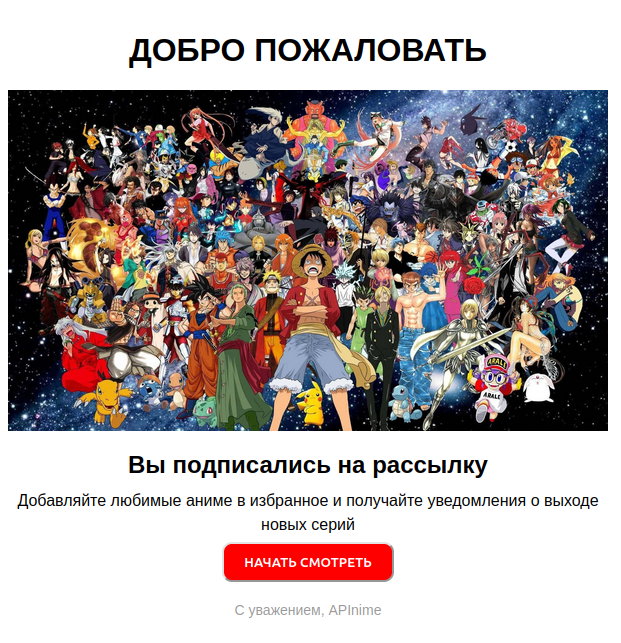 ДОБРО ПОЖАЛОВАТЬ
ARALE
ARALE
Вы подписались на рассылку
Добавляйте любимые аниме в избранное и получайте уведомления о выходе
новых серий
НАЧАТЬ СМОТРЕТЬ
С уважением, APInime